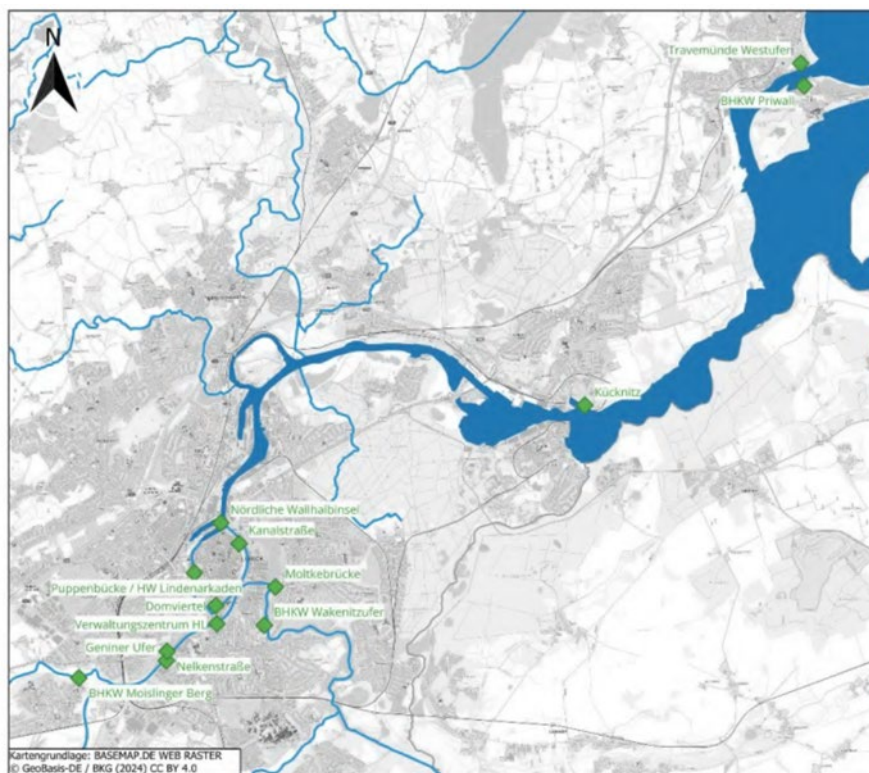 N
Travemünde Westufer
BHKW Priwall
Kücknitz
Nördliche Wallhalbinsel
Kanalstraße
Puppenbücke / HW Lindenarkaden
Moltkebrücke
Domviertel
Verwaltungszentrum HL
BHKW Wakenitzufer
Geniner Ufer
Nelkenstraße
BHKW Moislinger Berg
Kartengrundlage: BASEMAP.DE WEB RASTER
© GeoBasis-DE / BKG (2024) CC BY 4.0